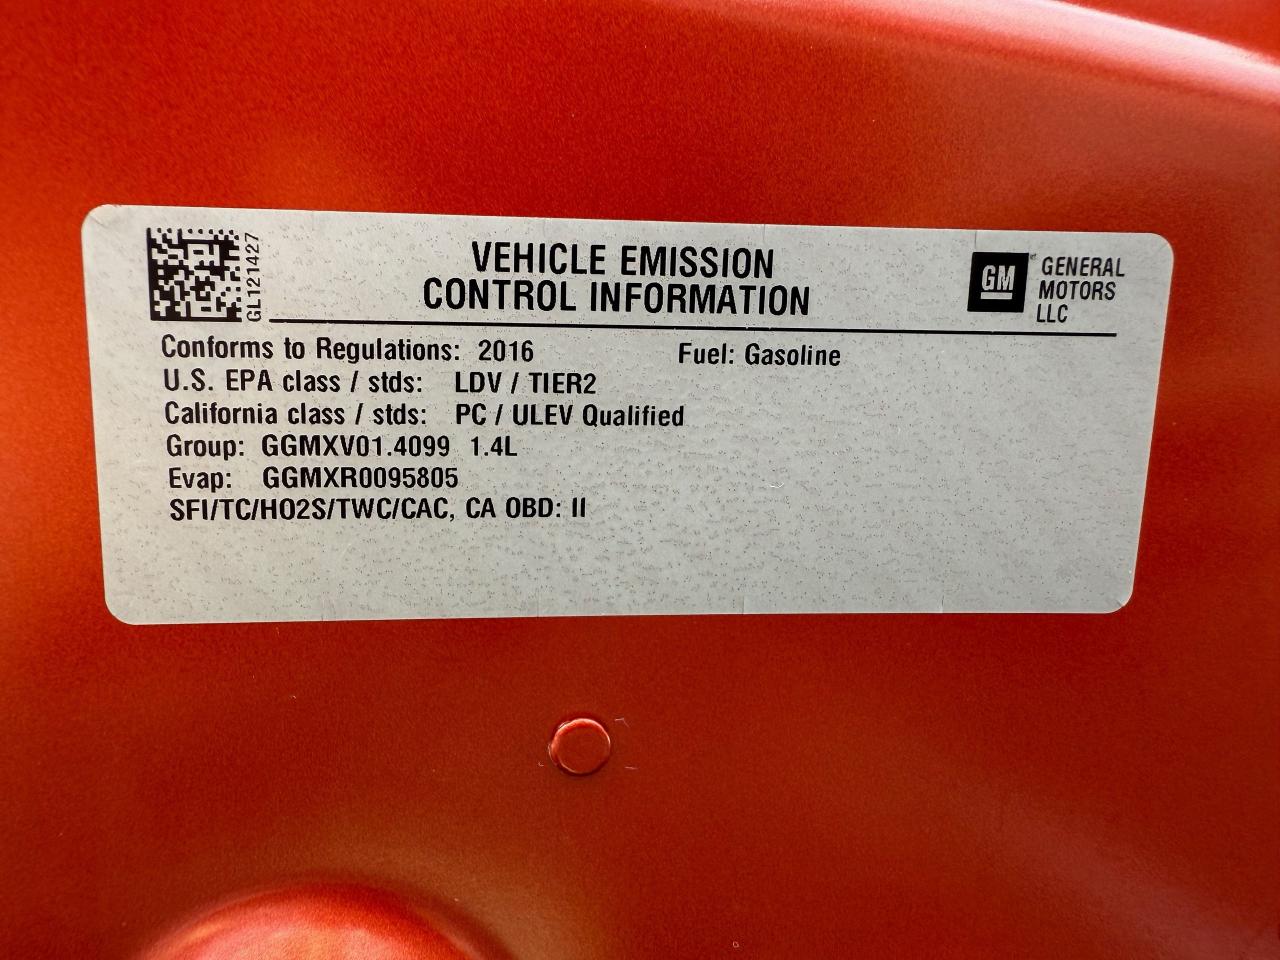 GL121427
VEHICLE EMISSION
CONTROL INFORMATION
GM
GENERAL
MOTORS
LLC
Conforms to Regulations: 2016 Fuel: Gasoline
U.S. EPA class / stds: LDV / TIER2
California class / stds: PC / ULEV Qualified
Group: GGMXV01.4099 1.4L
Evap: GGMXR0095805
SFI/TC/HO2S/TWC/CAC, CA OBD: II